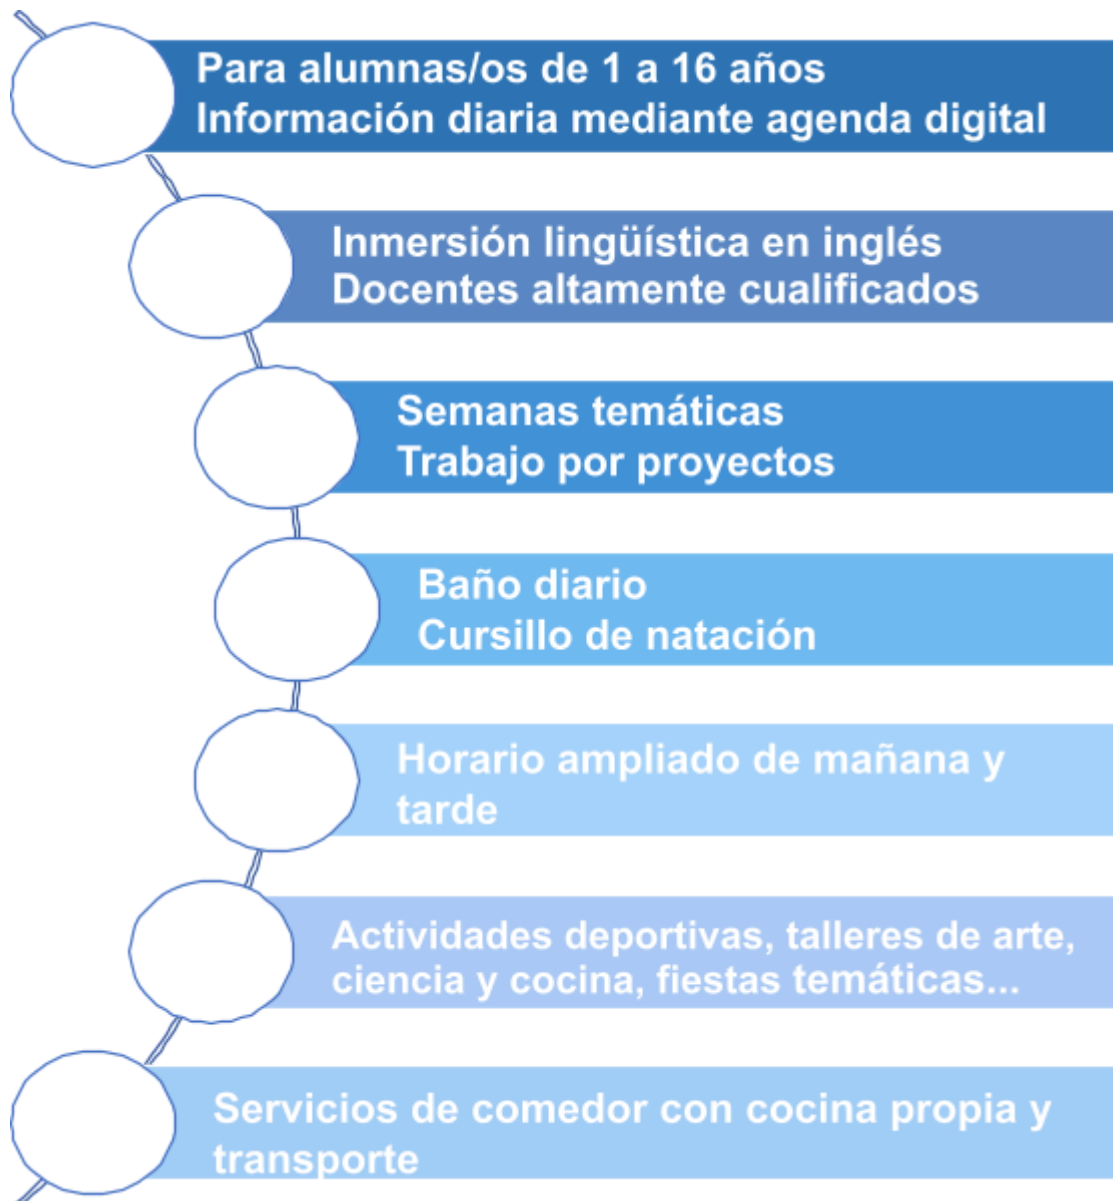 Para alumnas/os de 1 a 16 años
Información diaria mediante agenda digital
Inmersión lingüística en inglés
Docentes altamente cualificados
Semanas temáticas
Trabajo por proyectos
Baño diario
Cursillo de natación
Horario ampliado de mañana y
tarde
Actividades deportivas, talleres de arte,
ciencia y cocina, fiestas temáticas...
Servicios de comedor con cocina propia y
transporte